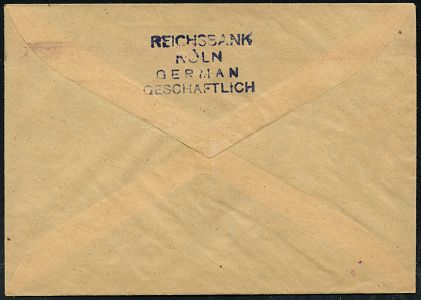 REICHSBANK
KÖLN
GERMAN
GESCHAFTLICH